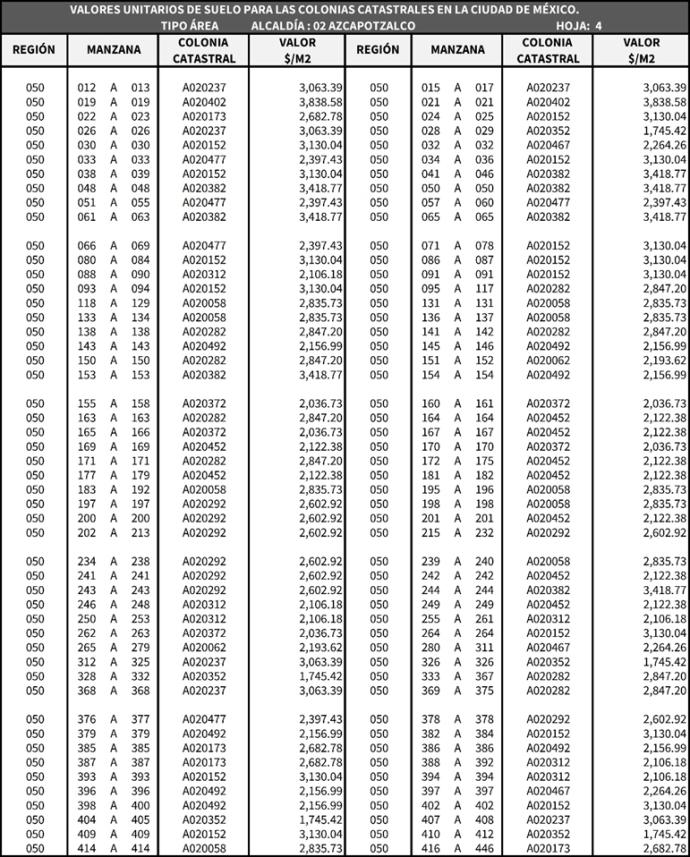 VALORES UNITARIOS DE SUELO PARA LAS COLONIAS CATASTRALES EN LA CIUDAD DE MÉXICO.
TIPO ÁREA ALCALDÍA : 02 AZCAPOTZALCO HOJA: 4
REGIÓN MANZANA COLONIA CATASTRAL VALOR $/M2 REGIÓN MANZANA COLONIA CATASTRAL VALOR $/M2
050 012 A 013 A020237 3,063.39 050 015 A 017 A020237 3,063.39
050 019 A 019 A020402 3,838.58 050 021 A 021 A020402 3,838.58
050 022 A 023 A020173 2,682.78 050 024 A 025 A020152 3,130.04
050 026 A 026 A020237 3,063.39 050 028 A 029 A020352 1,745.42
050 030 A 030 A020152 3,130.04 050 032 A 032 A020467 2,264.26
050 033 A 033 A020477 2,397.43 050 034 A 036 A020152 3,130.04
050 038 A 039 A020152 3,130.04 050 041 A 046 A020382 3,418.77
050 048 A 048 A020382 3,418.77 050 050 A 050 A020382 3,418.77
050 051 A 055 A020477 2,397.43 050 057 A 060 A020477 2,397.43
050 061 A 063 A020382 3,418.77 050 065 A 065 A020382 3,418.77
050 066 A 069 A020477 2,397.43 050 071 A 078 A020152 3,130.04
050 080 A 084 A020152 3,130.04 050 086 A 087 A020152 3,130.04
050 088 A 090 A020312 2,106.18 050 091 A 091 A020152 3,130.04
050 093 A 094 A020152 3,130.04 050 095 A 117 A020282 2,847.20
050 118 A 129 A020058 2,835.73 050 131 A 131 A020058 2,835.73
050 133 A 134 A020058 2,835.73 050 136 A 137 A020058 2,835.73
050 138 A 138 A020282 2,847.20 050 141 A 142 A020282 2,847.20
050 143 A 143 A020492 2,156.99 050 145 A 146 A020492 2,156.99
050 150 A 150 A020282 2,847.20 050 151 A 152 A020062 2,193.62
050 153 A 153 A020382 3,418.77 050 154 A 154 A020492 2,156.99
050 155 A 158 A020372 2,036.73 050 160 A 161 A020372 2,036.73
050 163 A 163 A020282 2,847.20 050 164 A 164 A020452 2,122.38
050 165 A 166 A020372 2,036.73 050 167 A 167 A020452 2,122.38
050 169 A 169 A020452 2,122.38 050 170 A 170 A020372 2,036.73
050 171 A 171 A020282 2,847.20 050 172 A 175 A020452 2,122.38
050 177 A 179 A020452 2,122.38 050 181 A 182 A020452 2,122.38
050 183 A 192 A020058 2,835.73 050 195 A 196 A020058 2,835.73
050 197 A 197 A020292 2,602.92 050 198 A 198 A020058 2,835.73
050 200 A 200 A020292 2,602.92 050 201 A 201 A020452 2,122.38
050 202 A 213 A020292 2,602.92 050 215 A 232 A020292 2,602.92
050 234 A 238 A020292 2,602.92 050 239 A 240 A020058 2,835.73
050 241 A 241 A020292 2,602.92 050 242 A 242 A020452 2,122.38
050 243 A 243 A020292 2,602.92 050 244 A 244 A020382 3,418.77
050 246 A 248 A020312 2,106.18 050 249 A 249 A020452 2,122.38
050 250 A 253 A020312 2,106.18 050 255 A 261 A020312 2,106.18
050 262 A 263 A020372 2,036.73 050 264 A 264 A020152 3,130.04
050 265 A 279 A020062 2,193.62 050 280 A 311 A020467 2,264.26
050 312 A 325 A020237 3,063.39 050 326 A 326 A020352 1,745.42
050 328 A 332 A020352 1,745.42 050 333 A 367 A020282 2,847.20
050 368 A 368 A020237 3,063.39 050 369 A 375 A020282 2,847.20
050 376 A 377 A020477 2,397.43 050 378 A 378 A020292 2,602.92
050 379 A 379 A020492 2,156.99 050 382 A 384 A020152 3,130.04
050 385 A 385 A020173 2,682.78 050 386 A 386 A020492 2,156.99
050 387 A 387 A020173 2,682.78 050 388 A 392 A020312 2,106.18
050 393 A 393 A020152 3,130.04 050 394 A 394 A020312 2,106.18
050 396 A 396 A020492 2,156.99 050 397 A 397 A020467 2,264.26
050 398 A 400 A020492 2,156.99 050 402 A 402 A020152 3,130.04
050 404 A 405 A020352 1,745.42 050 407 A 408 A020237 3,063.39
050 409 A 409 A020152 3,130.04 050 410 A 412 A020352 1,745.42
050 414 A 414 A020058 2,835.73 050 416 A 446 A020173 2,682.78